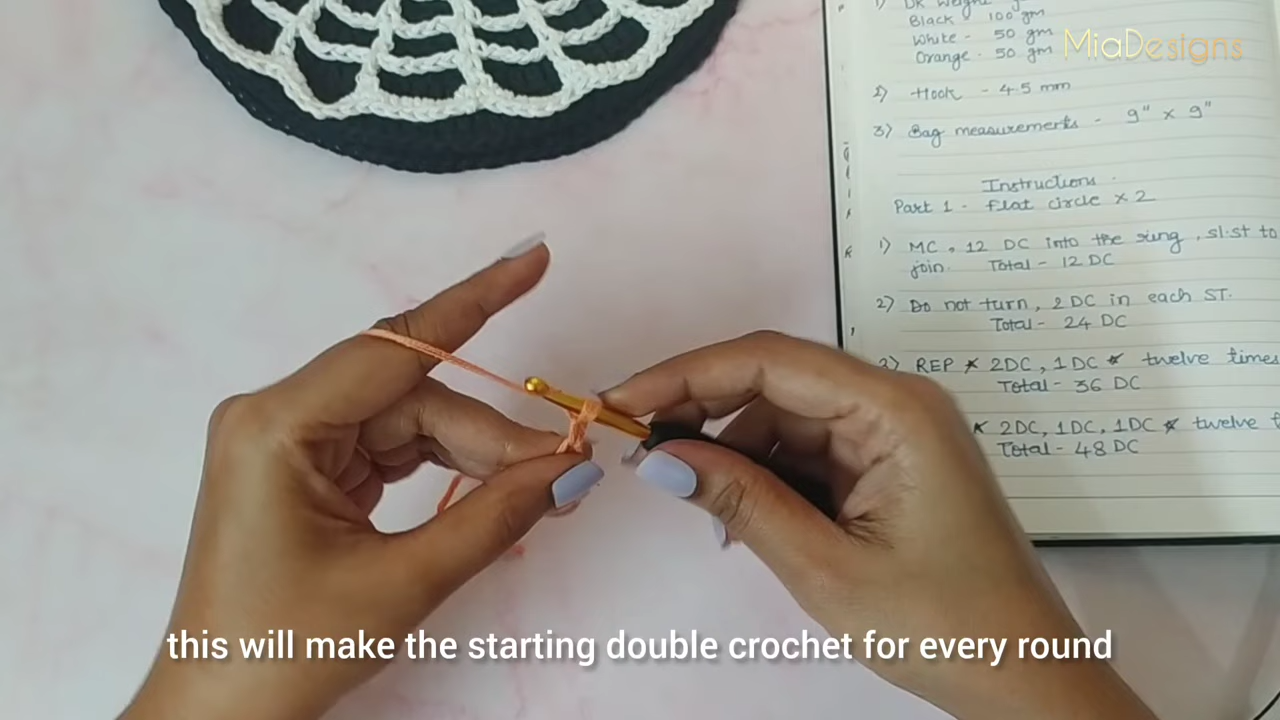 1) DK Weight
Black 100 gm
White - 50 gm
Orange - 50 gm
MiaDesigns
2) Hook - 4.5 mm
3) Bag measurements - 9" x 9"
Instructions.
Part 1 - Flat circle x 2
1) MC, 12 DC into the ring, sl.st to
join. Total - 12 DC
2) Do not turn, 2 DC in each ST.
Total - 24 DC
3) REP * 2DC, 1DC * twelve times
Total - 36 DC
* 2DC, 1DC, 1DC * twelve
Total - 48 DC
this will make the starting double crochet for every round